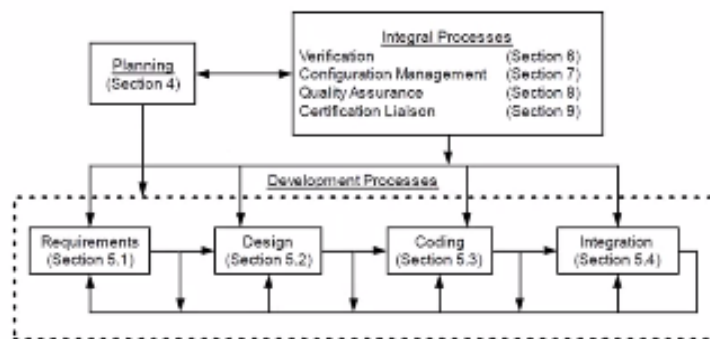 Integral Processes
Verification (Section 6)
Configuration Management (Section 7)
Quality Assurance (Section 8)
Certification Liaison (Section 9)
Planning
(Section 4)
Development Processes
Requirements
(Section 5.1)
Design
(Section 5.2)
Coding
(Section 5.3)
Integration
(Section 5.4)